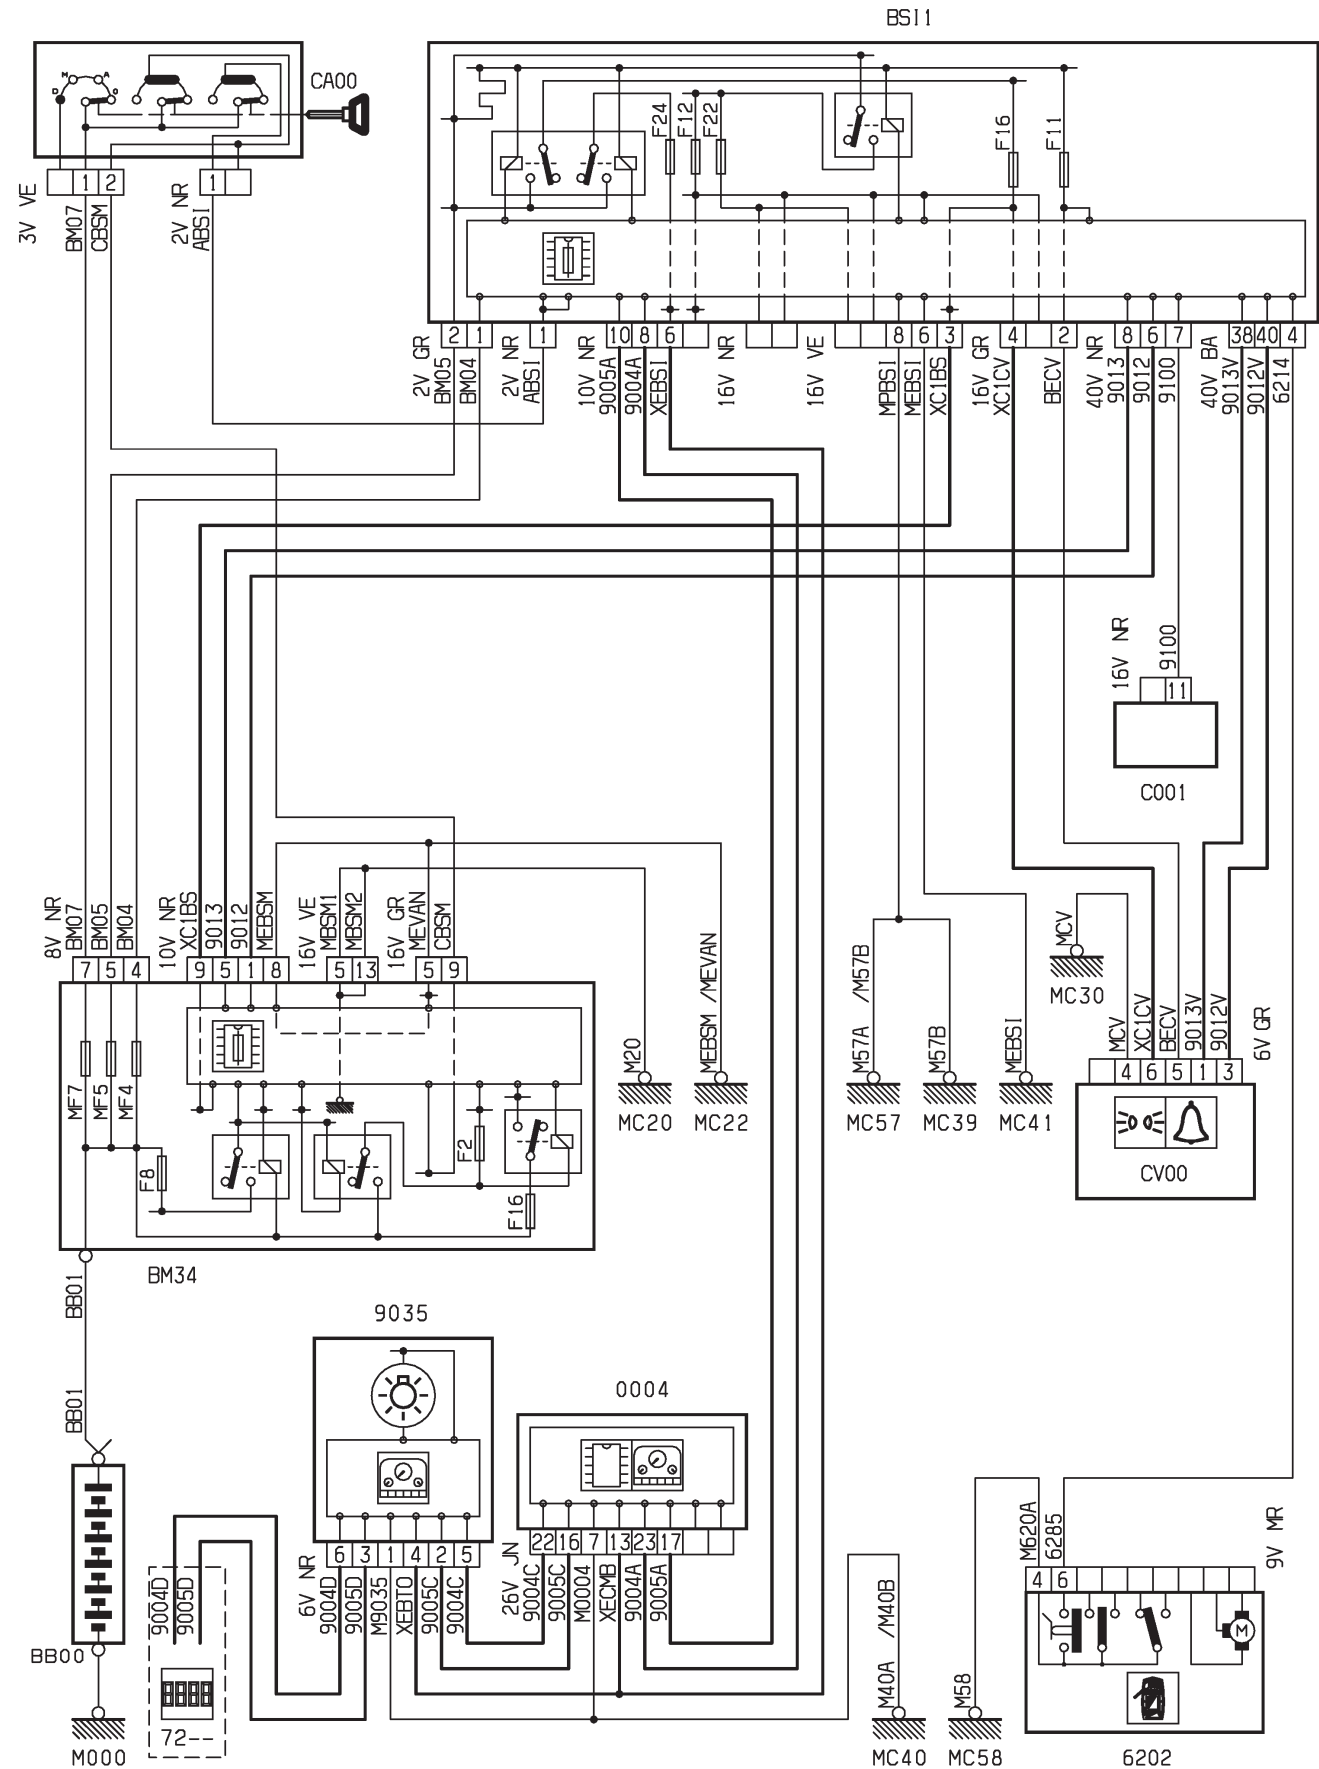 BSI1
CA00
M A
D G
1 2
1
3V VE
BM07
CBSM
2V NR
ABSI
F24
F12
F22
F16
F11
2 1
1
10 8 6
8 6 3
4
2
8 6 7
38 40 4
2V GR
BM05
BM04
2V NR
ABSI
10V NR
9005A
9004A
XEBSI
16V NR
16V VE
MPBSI
MEBSI
XC1BS
16V GR
XC1CV
BECV
40V NR
9013
9012
9100
40V BA
9013V
9012V
6214
16V NR
9100
11
C001
8V NR
BM07
BM05
BM04
10V NR
XC1BS
9013
9012
MEBSM
16V VE
MBSM1
MBSM2
16V GR
MEVAN
CBSM
7 5 4
9 5 1 8
5 13
5 9
MF7
MF5
MF4
F8
F2
F16
BM34
M20
MC20
MEBSM /MEVAN
MC22
M57A /M57B
MC57
M57B
MC39
MEBSI
MC41
MCV
MC30
MCV
XC1CV
BECV
9013V
9012V
6V GR
4 6 5 1 3
CV00
BB01
BB01
BB00
M000
9035
6 3 1 4 2 5
6V NR
9004D
9005D
M9035
XEBTO
9005C
9004C
0004
22 16 7 13 23 17
26V JN
9004C
9005C
M0004
XECMB
9004A
9005A
9004D
9005D
8888
72--
M40A /M40B
MC40
M58
MC58
M620A
6285
9V MR
4 6
M
6202